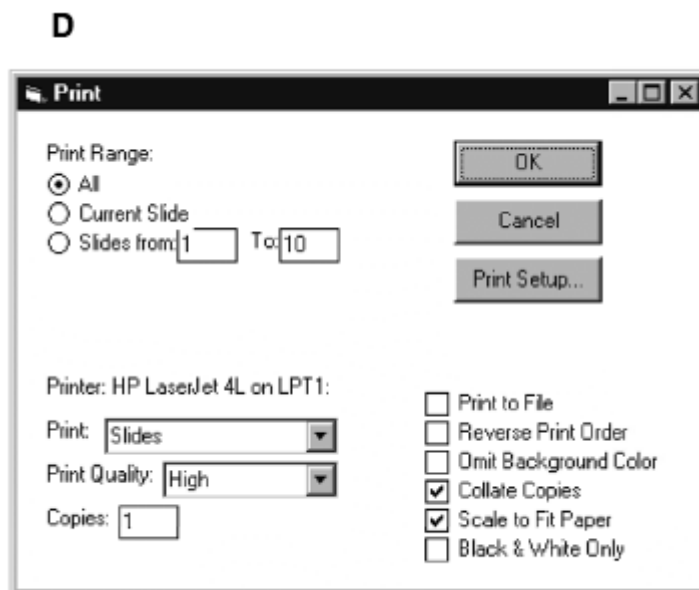 D
Print
Print Range:
All
Current Slide
Slides from: 1 To: 10
OK
Cancel
Print Setup...
Printer: HP LaserJet 4L on LPT1:
Print: Slides
Print Quality: High
Copies: 1
Print to File
Reverse Print Order
Omit Background Color
Collate Copies
Scale to Fit Paper
Black & White Only